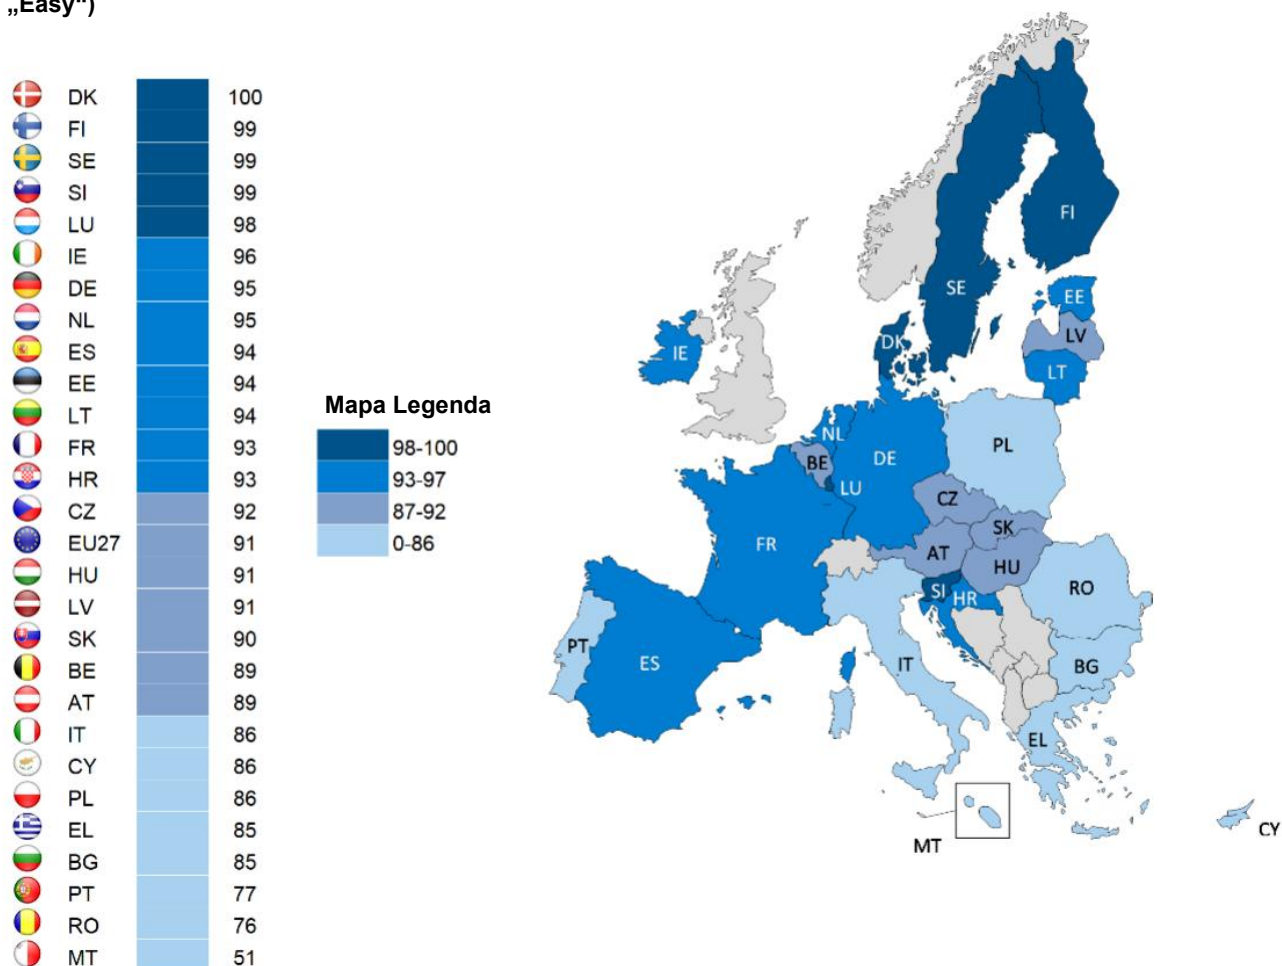 „Easy“)
DK 100
FI 99
SE 99
SI 99
LU 98
IE 96
DE 95
NL 95
ES 94
EE 94
LT 94
FR 93
HR 93
CZ 92
EU27 91
HU 91
LV 91
SK 90
BE 89
AT 89
IT 86
CY 86
PL 86
EL 85
BG 85
PT 77
RO 76
MT 51
Mapa Legenda
98-100
93-97
87-92
0-86
FI
SE
EE
LV
LT
DK
IE
NL
BE
DE
LU
PL
CZ
SK
FR
AT
HU
SI
HR
RO
PT
ES
IT
BG
EL
MT
CY